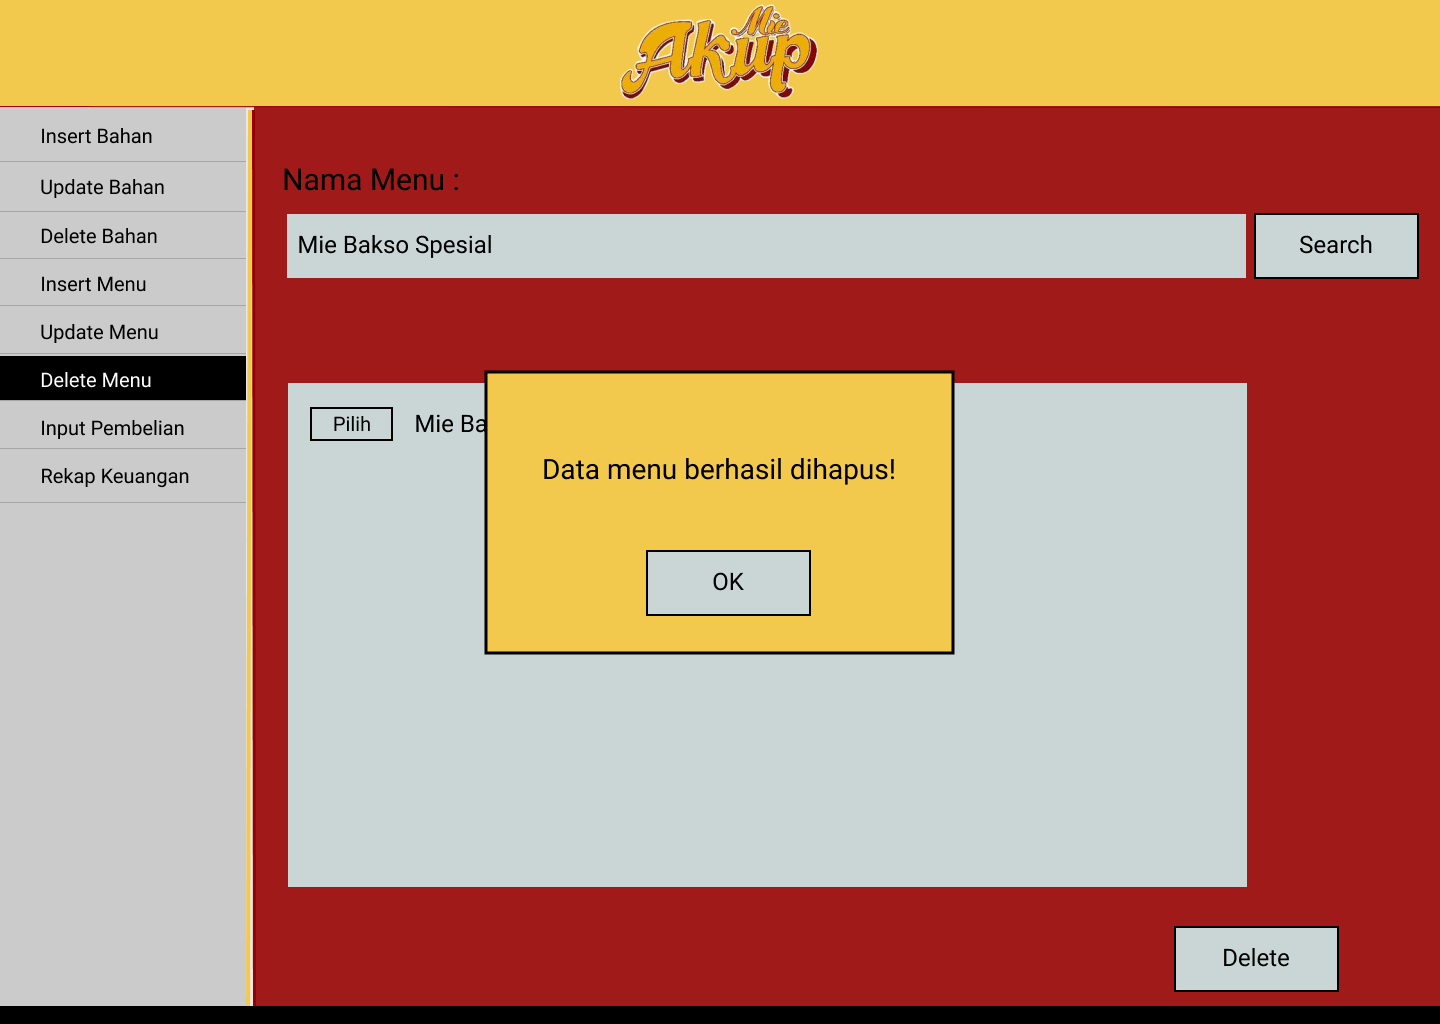 Mie
Akup
Insert Bahan
Update Bahan
Delete Bahan
Insert Menu
Update Menu
Delete Menu
Input Pembelian
Rekap Keuangan
Nama Menu :
Mie Bakso Spesial
Search
Pilih
Mie Ba
Data menu berhasil dihapus!
OK
Delete